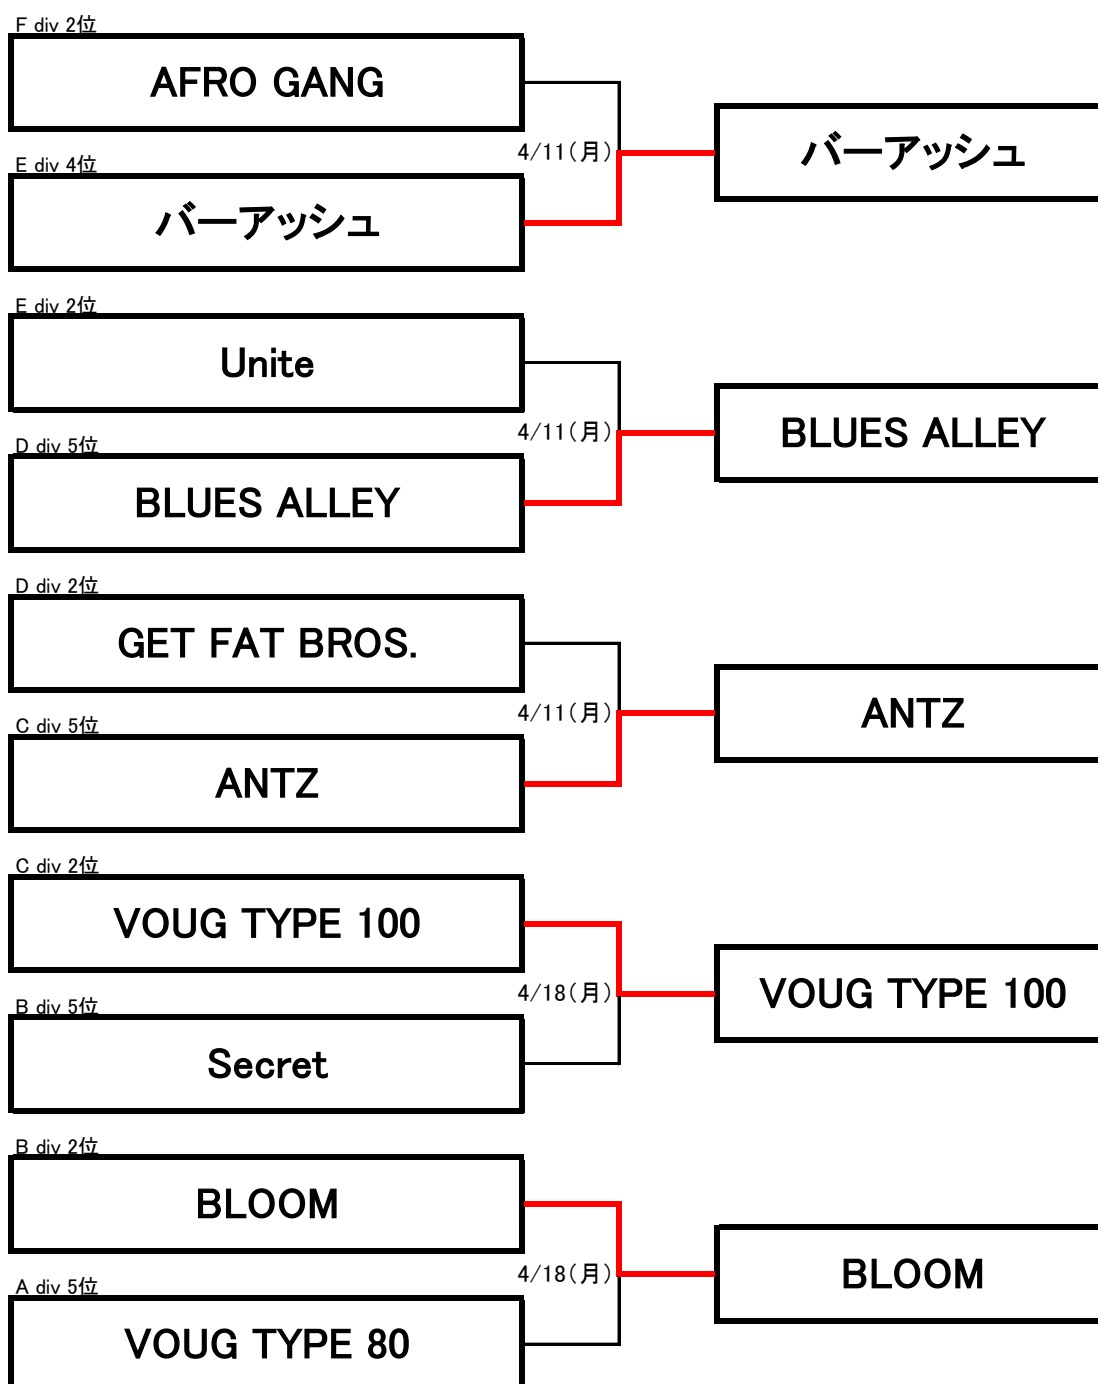 F div 2位
AFRO GANG
4/11(月)
バーアッシュ
E div 4位
バーアッシュ
E div 2位
Unite
4/11(月)
BLUES ALLEY
D div 5位
BLUES ALLEY
D div 2位
GET FAT BROS.
4/11(月)
ANTZ
C div 5位
ANTZ
C div 2位
VOUG TYPE 100
4/18(月)
VOUG TYPE 100
B div 5位
Secret
B div 2位
BLOOM
4/18(月)
BLOOM
A div 5位
VOUG TYPE 80